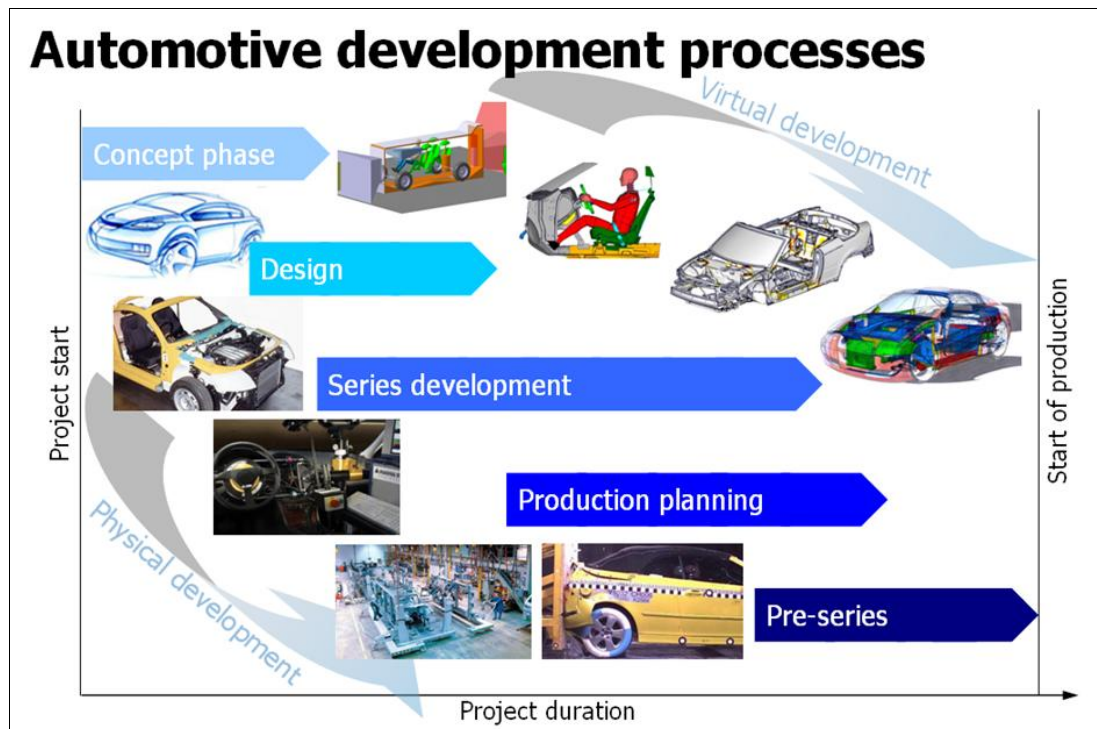 Automotive development processes
Virtual development
Concept phase
Design
Project start
Series development
Start of production
Production planning
Physical development
Pre-series
Project duration